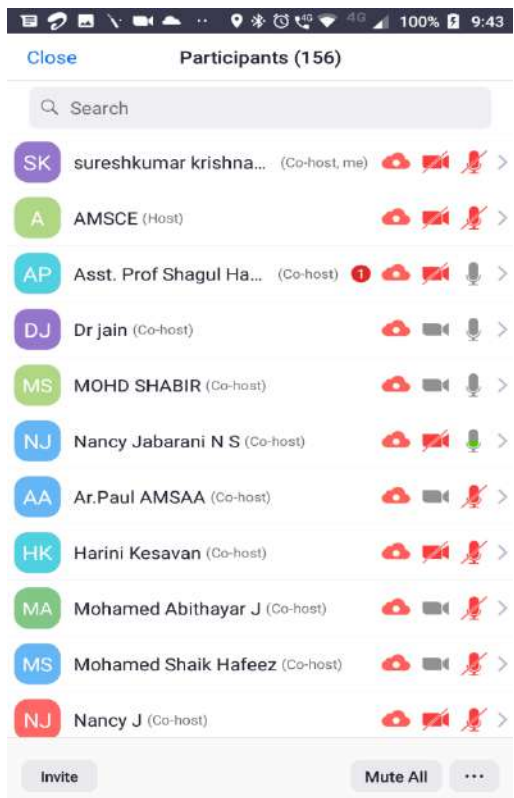 4G 4G 100% 9:43
Close Participants (156)
Search
SK sureshkumar krishna... (Co-host, me)
A AMSCE (Host)
AP Asst. Prof Shagul Ha... (Co-host) 1
DJ Dr jain (Co-host)
MS MOHD SHABIR (Co-host)
NJ Nancy Jabarani N S (Co-host)
AA Ar.Paul AMSAA (Co-host)
HK Harini Kesavan (Co-host)
MA Mohamed Abithayar J (Co-host)
MS Mohamed Shaik Hafeez (Co-host)
NJ Nancy J (Co-host)
Invite Mute All ...